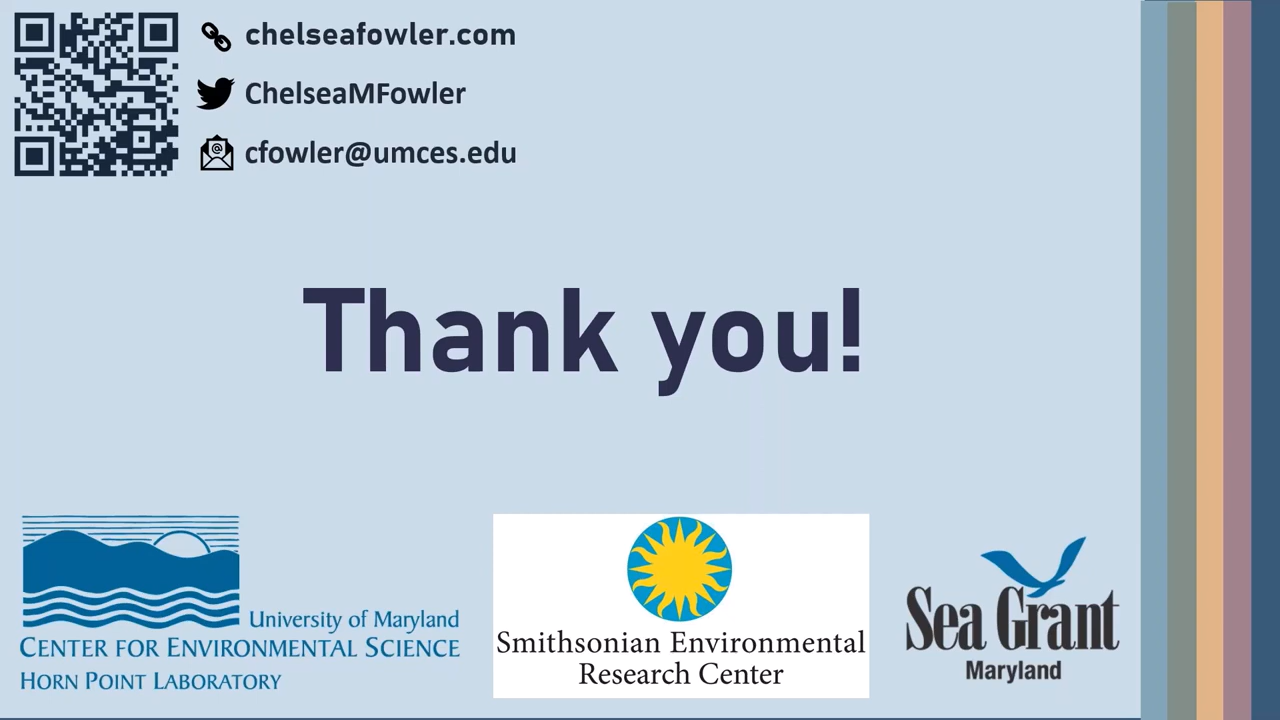 chelseafowler.com
ChelseaMFowler
cfowler@umces.edu
Thank you!
University of Maryland
CENTER FOR ENVIRONMENTAL SCIENCE
HORN POINT LABORATORY
Smithsonian Environmental
Research Center
Sea Grant
Maryland